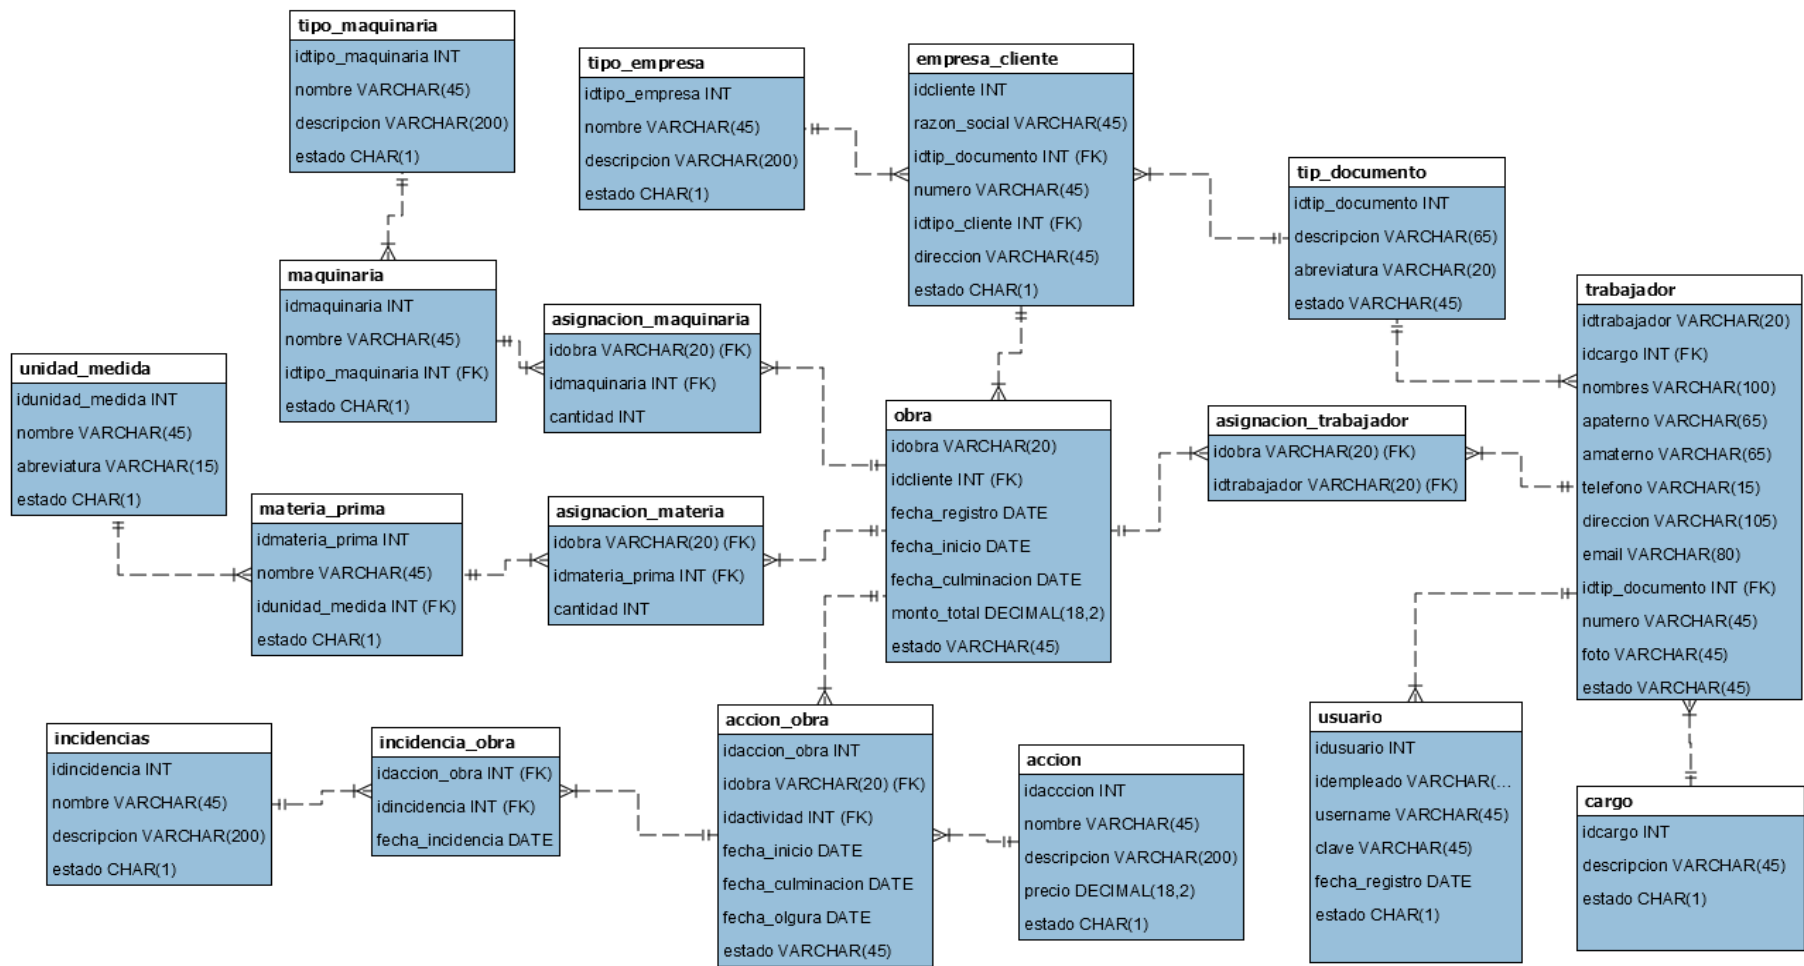 tipo_maquinaria
idtipo_maquinaria INT
nombre VARCHAR(45)
descripcion VARCHAR(200)
estado CHAR(1)
tipo_empresa
idtipo_empresa INT
nombre VARCHAR(45)
descripcion VARCHAR(200)
estado CHAR(1)
empresa_cliente
idcliente INT
razon_social VARCHAR(45)
idtip_documento INT (FK)
numero VARCHAR(45)
idtipo_cliente INT (FK)
direccion VARCHAR(45)
estado CHAR(1)
tip_documento
idtip_documento INT
descripcion VARCHAR(65)
abreviatura VARCHAR(20)
estado VARCHAR(45)
trabajador
idtrabajador VARCHAR(20)
idcargo INT (FK)
nombres VARCHAR(100)
apaterno VARCHAR(65)
amaterno VARCHAR(65)
telefono VARCHAR(15)
direccion VARCHAR(105)
email VARCHAR(80)
idtip_documento INT (FK)
numero VARCHAR(45)
foto VARCHAR(45)
estado VARCHAR(45)
maquinaria
idmaquinaria INT
nombre VARCHAR(45)
idtipo_maquinaria INT (FK)
estado CHAR(1)
asignacion_maquinaria
idobra VARCHAR(20) (FK)
idmaquinaria INT (FK)
cantidad INT
unidad_medida
idunidad_medida INT
nombre VARCHAR(45)
abreviatura VARCHAR(15)
estado CHAR(1)
obra
idobra VARCHAR(20)
idcliente INT (FK)
fecha_registro DATE
fecha_inicio DATE
fecha_culminacion DATE
monto_total DECIMAL(18,2)
estado VARCHAR(45)
asignacion_trabajador
idobra VARCHAR(20) (FK)
idtrabajador VARCHAR(20) (FK)
materia_prima
idmateria_prima INT
nombre VARCHAR(45)
idunidad_medida INT (FK)
estado CHAR(1)
asignacion_materia
idobra VARCHAR(20) (FK)
idmateria_prima INT (FK)
cantidad INT
incidencias
idincidencia INT
nombre VARCHAR(45)
descripcion VARCHAR(200)
estado CHAR(1)
incidencia_obra
idaccion_obra INT (FK)
idincidencia INT (FK)
fecha_incidencia DATE
accion_obra
idaccion_obra INT
idobra VARCHAR(20) (FK)
idactividad INT (FK)
fecha_inicio DATE
fecha_culminacion DATE
fecha_olgura DATE
estado VARCHAR(45)
accion
idacccion INT
nombre VARCHAR(45)
descripcion VARCHAR(200)
precio DECIMAL(18,2)
estado CHAR(1)
usuario
idusuario INT
idempleado VARCHAR(...
username VARCHAR(45)
clave VARCHAR(45)
fecha_registro DATE
estado CHAR(1)
cargo
idcargo INT
descripcion VARCHAR(45)
estado CHAR(1)